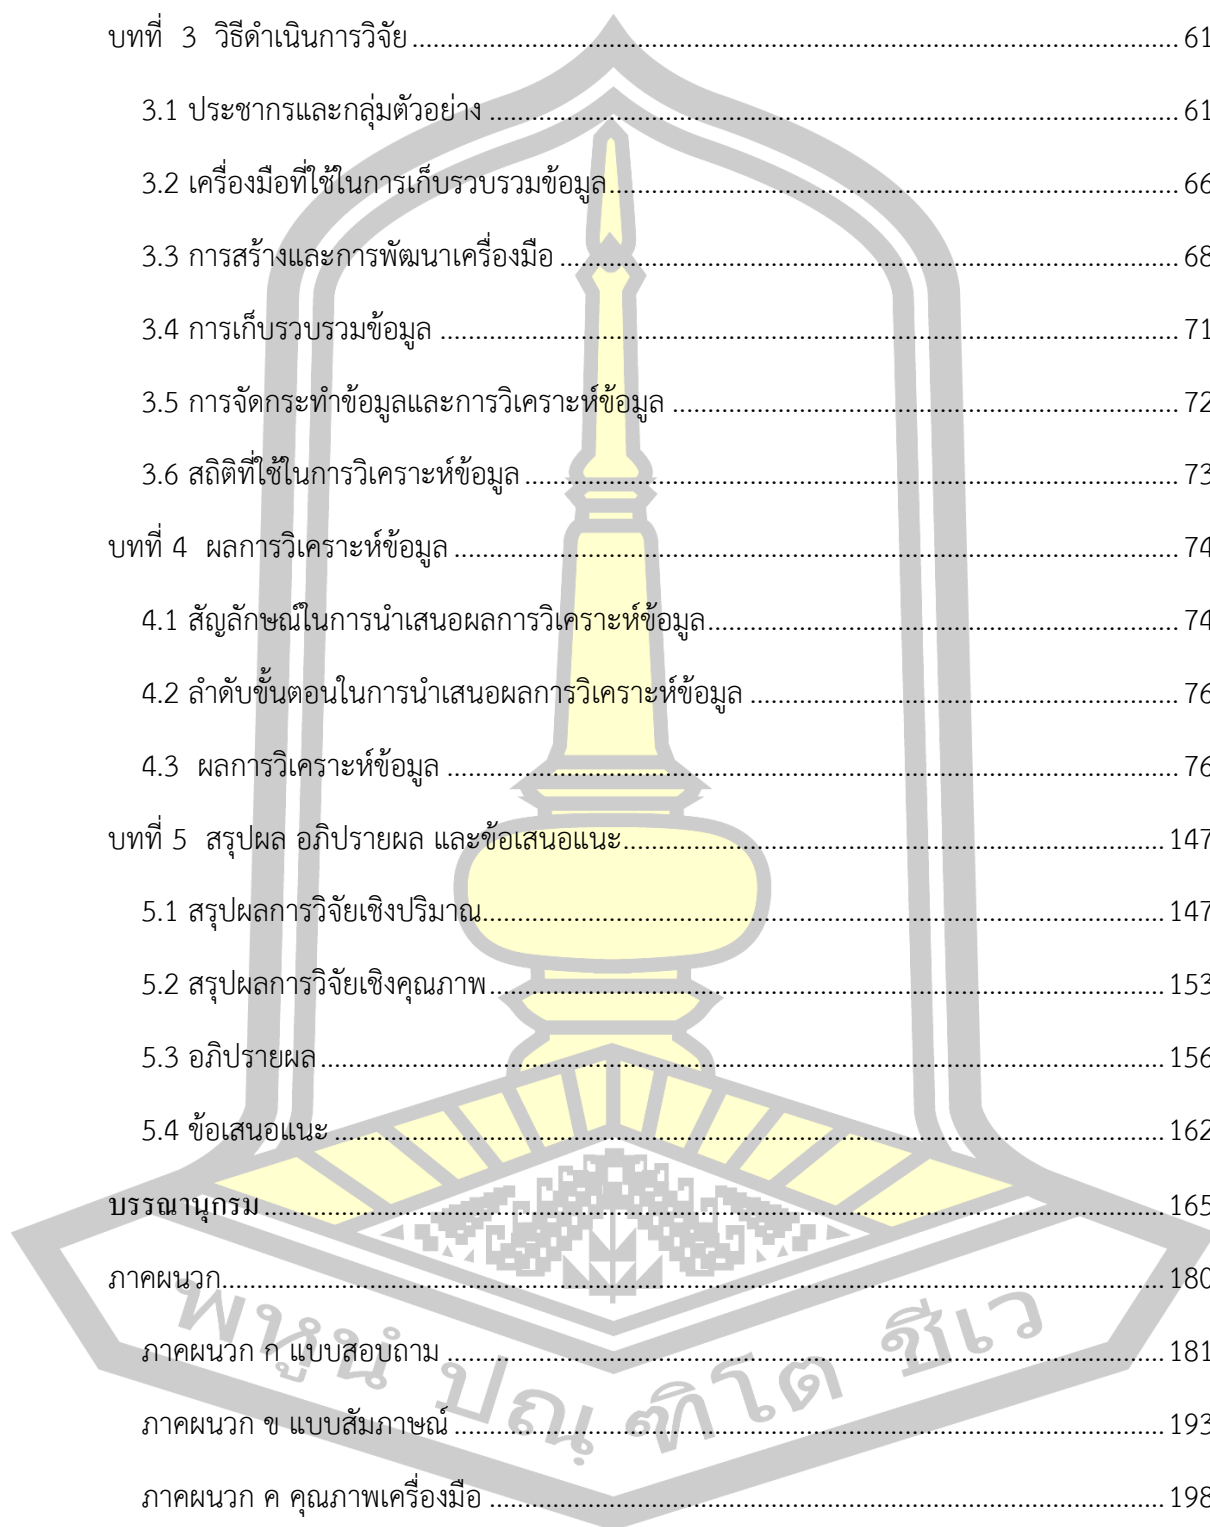 บทที่  3  วิธีดำเนินการวิจัย ........................................ 61
3.1 ประชากรและกลุ่มตัวอย่าง ........................................ 61
3.2 เครื่องมือที่ใช้ในการเก็บรวบรวมข้อมูล ........................................ 66
3.3 การสร้างและการพัฒนาเครื่องมือ ........................................ 68
3.4 การเก็บรวบรวมข้อมูล ........................................ 71
3.5 การจัดกระทำข้อมูลและการวิเคราะห์ข้อมูล ........................................ 72
3.6 สถิติที่ใช้ในการวิเคราะห์ข้อมูล ........................................ 73
บทที่ 4  ผลการวิเคราะห์ข้อมูล ........................................ 74
4.1 สัญลักษณ์ในการนำเสนอผลการวิเคราะห์ข้อมูล ........................................ 74
4.2 ลำดับขั้นตอนในการนำเสนอผลการวิเคราะห์ข้อมูล ........................................ 76
4.3  ผลการวิเคราะห์ข้อมูล ........................................ 76
บทที่ 5  สรุปผล อภิปรายผล และข้อเสนอแนะ ........................................ 147
5.1 สรุปผลการวิจัยเชิงปริมาณ ........................................ 147
5.2 สรุปผลการวิจัยเชิงคุณภาพ ........................................ 153
5.3 อภิปรายผล ........................................ 156
5.4 ข้อเสนอแนะ ........................................ 162
บรรณานุกรม ........................................ 165
ภาคผนวก ........................................ 180
ภาคผนวก ก แบบสอบถาม ........................................ 181
ภาคผนวก ข แบบสัมภาษณ์ ........................................ 193
ภาคผนวก ค คุณภาพเครื่องมือ ........................................ 198
พหูนํ ปณฺฑิโต ชีเว